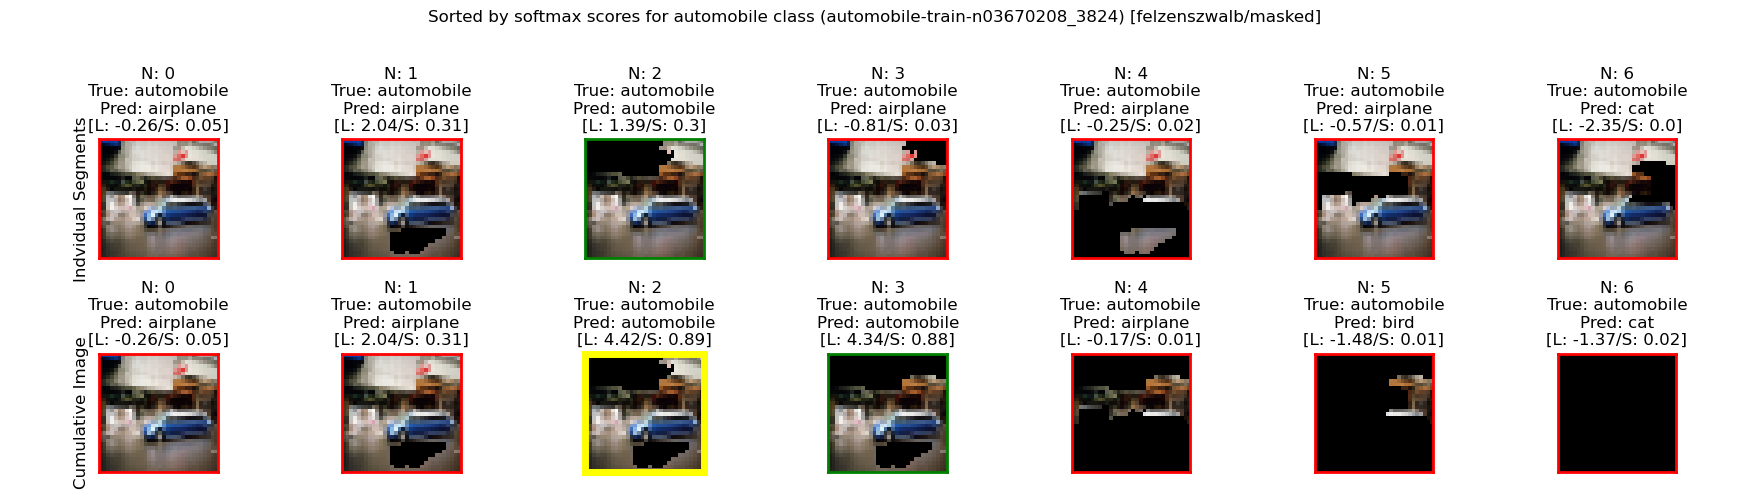 Sorted by softmax scores for automobile class (automobile-train-n03670208_3824) [felzenszwalb/masked]
Indvidual Segments
N: 0
True: automobile
Pred: airplane
[L: -0.26/S: 0.05]
N: 1
True: automobile
Pred: airplane
[L: 2.04/S: 0.31]
N: 2
True: automobile
Pred: automobile
[L: 1.39/S: 0.3]
N: 3
True: automobile
Pred: airplane
[L: -0.81/S: 0.03]
N: 4
True: automobile
Pred: airplane
[L: -0.25/S: 0.02]
N: 5
True: automobile
Pred: airplane
[L: -0.57/S: 0.01]
N: 6
True: automobile
Pred: cat
[L: -2.35/S: 0.0]
Cumulative Image
N: 0
True: automobile
Pred: airplane
[L: -0.26/S: 0.05]
N: 1
True: automobile
Pred: airplane
[L: 2.04/S: 0.31]
N: 2
True: automobile
Pred: automobile
[L: 4.42/S: 0.89]
N: 3
True: automobile
Pred: automobile
[L: 4.34/S: 0.88]
N: 4
True: automobile
Pred: airplane
[L: -0.17/S: 0.01]
N: 5
True: automobile
Pred: bird
[L: -1.48/S: 0.01]
N: 6
True: automobile
Pred: cat
[L: -1.37/S: 0.02]